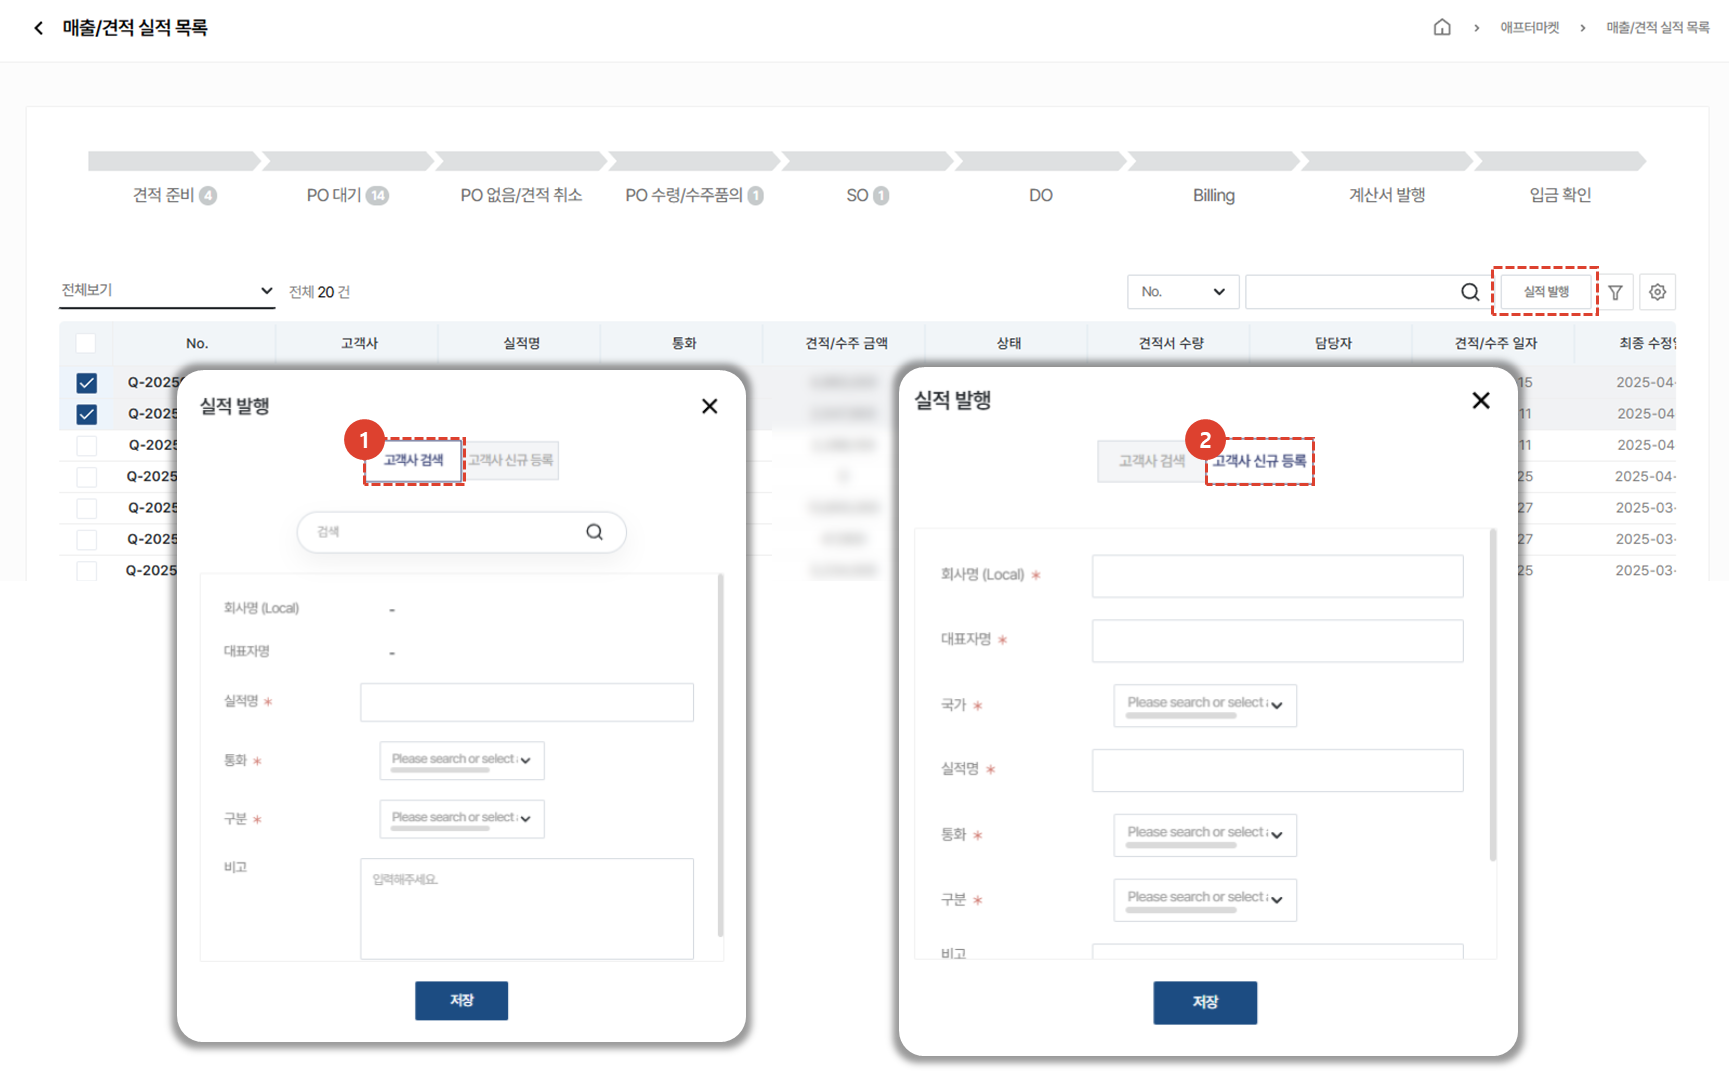 매출/견적 실적 목록
애프터마켓
매출/견적 실적 목록
견적 준비 4
PO 대기 14
PO 없음/견적 취소
PO 수령/수주품의 1
SO 1
DO
Billing
계산서 발행
입금 확인
전체보기
전체 20 건
No.
실적 발행
No. 고객사 실적명 통화 견적/수주 금액 상태 견적서 수량 담당자 견적/수주 일자 최종 수정일
Q-2025 15 2025-04-
Q-2025 11 2025-04
Q-2025 11 2025-04
Q-2025 25 2025-04-
Q-2025 27 2025-03-
Q-2025 27 2025-03-
Q-2025 25 2025-03-
실적 발행
1
고객사 검색
고객사 신규 등록
검색
회사명 (Local) -
대표자명 -
실적명 *
통화 * Please search or select a
구분 * Please search or select a
비고
입력해주세요.
저장
실적 발행
2
고객사 검색
고객사 신규 등록
회사명 (Local) *
대표자명 *
국가 * Please search or select a
실적명 *
통화 * Please search or select a
구분 * Please search or select a
비고
저장